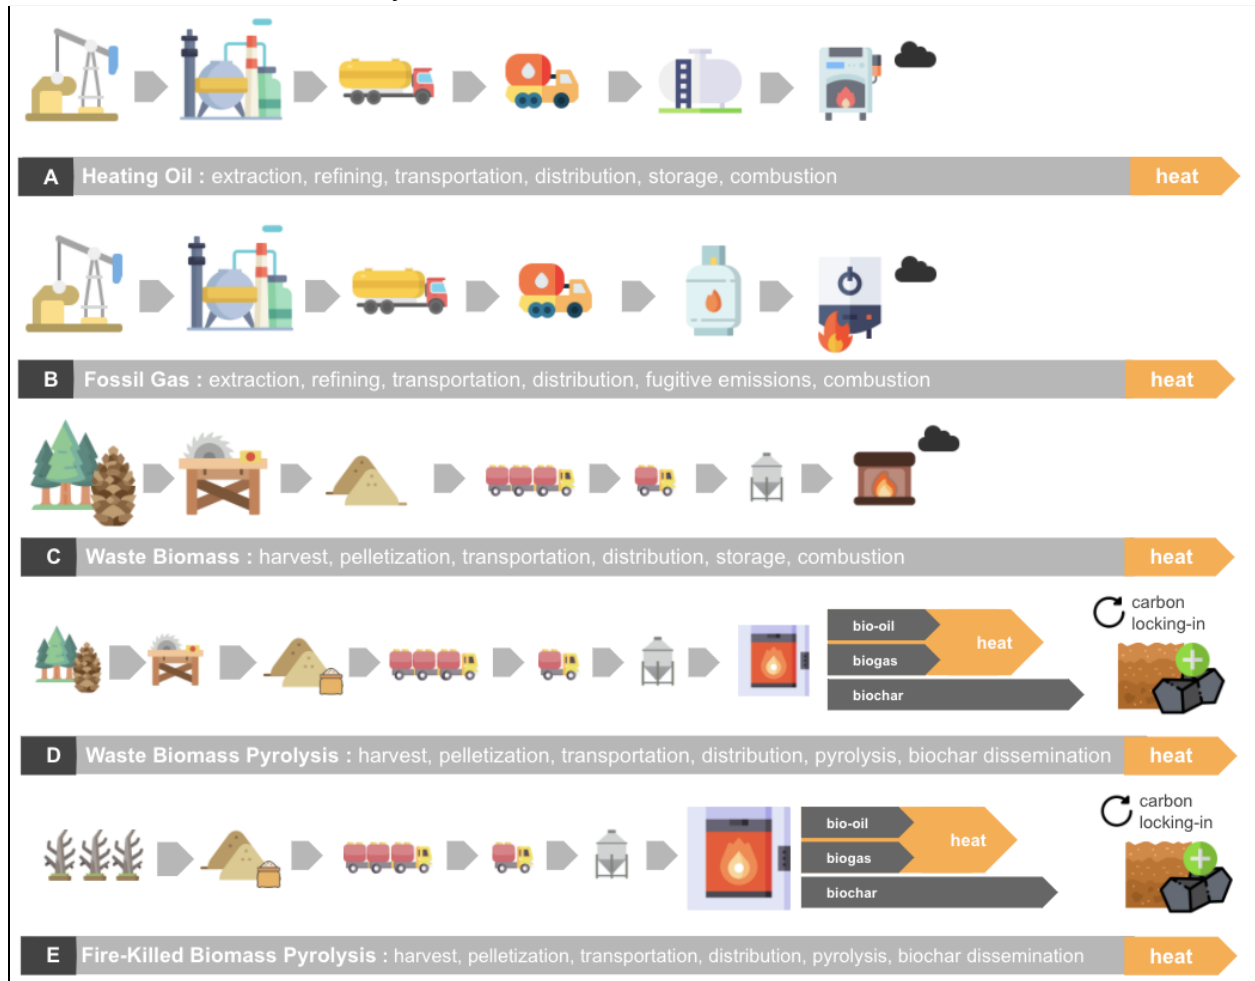 A Heating Oil : extraction, refining, transportation, distribution, storage, combustion heat
B Fossil Gas : extraction, refining, transportation, distribution, fugitive emissions, combustion heat
C Waste Biomass : harvest, pelletization, transportation, distribution, storage, combustion heat
carbon
locking-in
bio-oil
heat
biogas
biochar
D Waste Biomass Pyrolysis : harvest, pelletization, transportation, distribution, pyrolysis, biochar dissemination heat
carbon
locking-in
bio-oil
heat
biogas
biochar
E Fire-Killed Biomass Pyrolysis : harvest, pelletization, transportation, distribution, pyrolysis, biochar dissemination heat